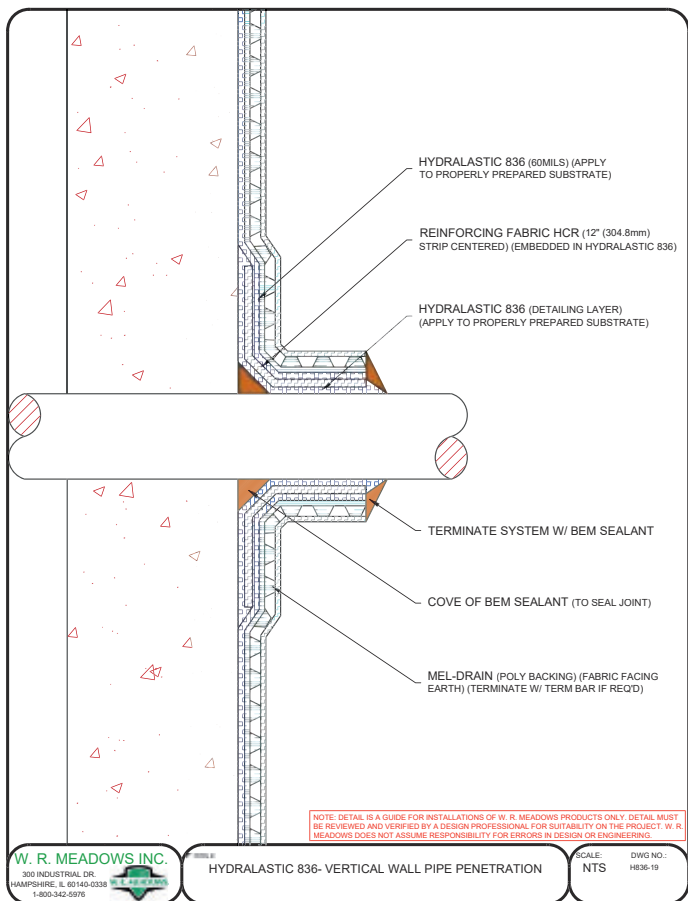 HYDRALASTIC 836 (60MILS) (APPLY
TO PROPERLY PREPARED SUBSTRATE)
REINFORCING FABRIC HCR (12" (304.8mm)
STRIP CENTERED) (EMBEDDED IN HYDRALASTIC 836)
HYDRALASTIC 836 (DETAILING LAYER)
(APPLY TO PROPERLY PREPARED SUBSTRATE)
TERMINATE SYSTEM W/ BEM SEALANT
COVE OF BEM SEALANT (TO SEAL JOINT)
MEL-DRAIN (POLY BACKING) (FABRIC FACING
EARTH) (TERMINATE W/ TERM BAR IF REQ'D)
NOTE: DETAIL IS A GUIDE FOR INSTALLATIONS OF W. R. MEADOWS PRODUCTS ONLY. DETAIL MUST
BE REVIEWED AND VERIFIED BY A DESIGN PROFESSIONAL FOR SUITABILITY ON THE PROJECT. W. R.
MEADOWS DOES NOT ASSUME RESPONSIBILITY FOR ERRORS IN DESIGN OR ENGINEERING.
W. R. MEADOWS INC.
300 INDUSTRIAL DR.
HAMPSHIRE, IL 60140-0338
1-800-342-5976
W. R. MEADOWS
HYDRALASTIC 836- VERTICAL WALL PIPE PENETRATION
SCALE:
NTS
DWG NO.:
H836-19